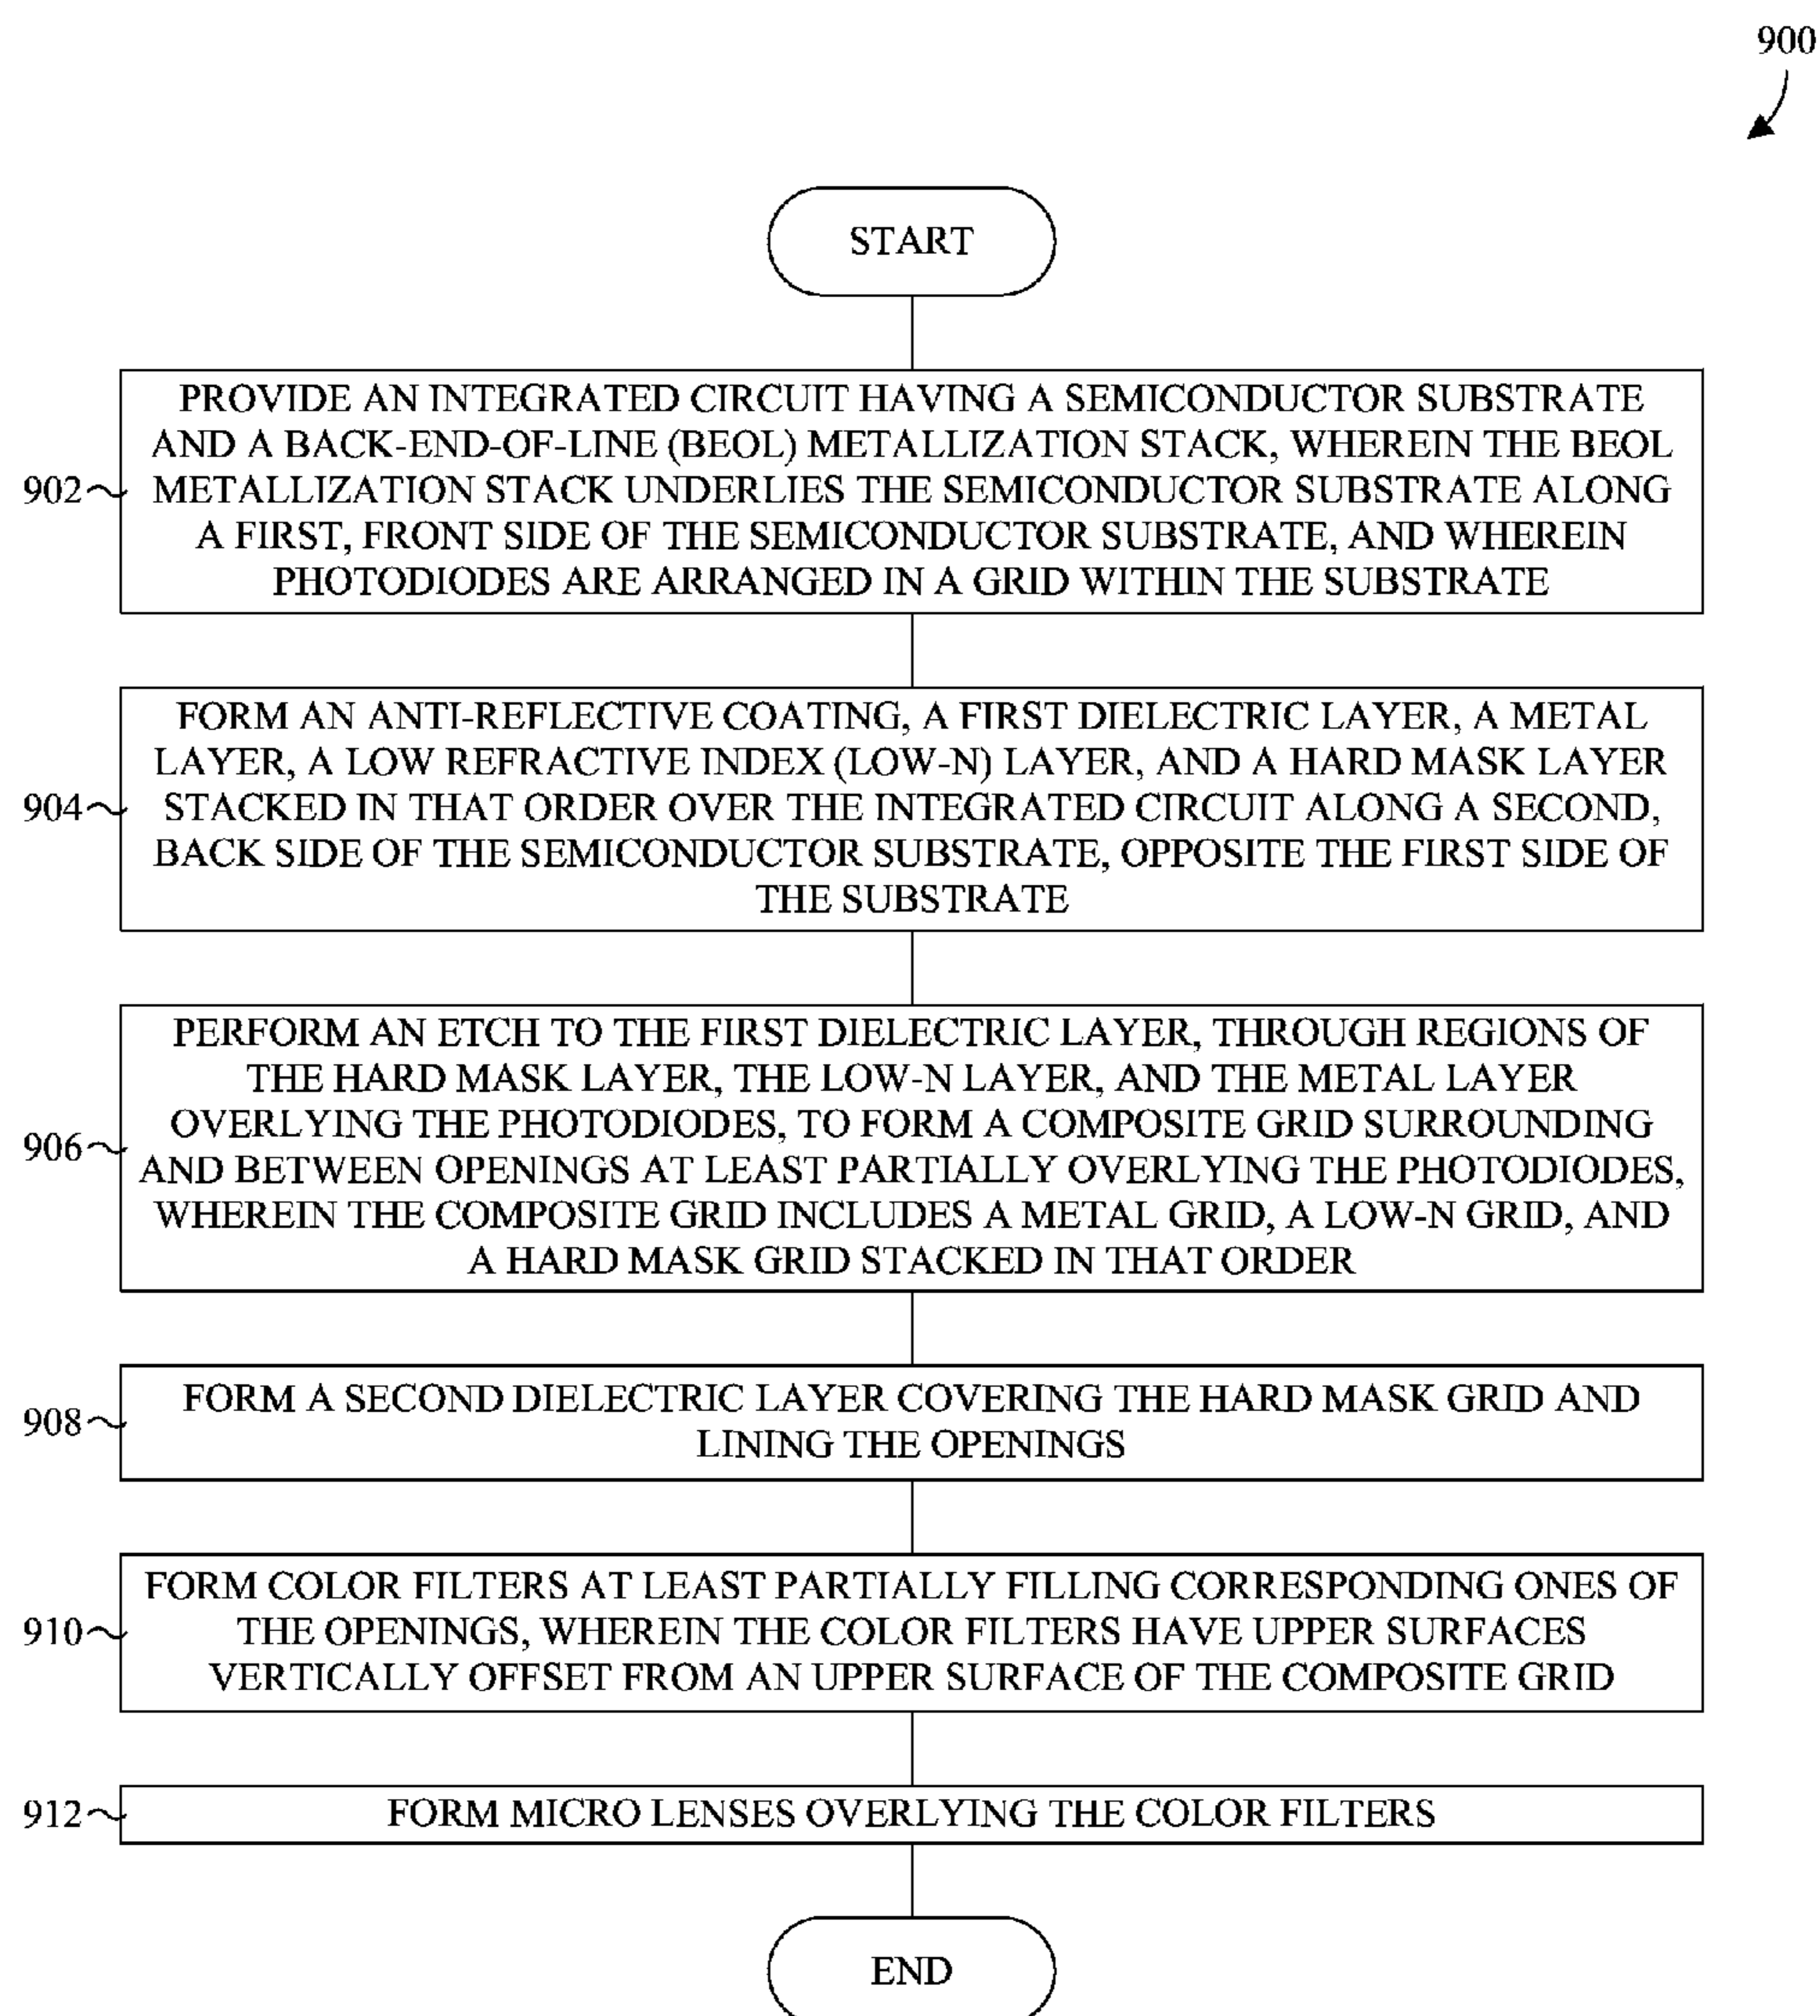 900
START
PROVIDE AN INTEGRATED CIRCUIT HAVING A SEMICONDUCTOR SUBSTRATE
AND A BACK-END-OF-LINE (BEOL) METALLIZATION STACK, WHEREIN THE BEOL
METALLIZATION STACK UNDERLIES THE SEMICONDUCTOR SUBSTRATE ALONG
A FIRST, FRONT SIDE OF THE SEMICONDUCTOR SUBSTRATE, AND WHEREIN
PHOTODIODES ARE ARRANGED IN A GRID WITHIN THE SUBSTRATE
902
FORM AN ANTI-REFLECTIVE COATING, A FIRST DIELECTRIC LAYER, A METAL
LAYER, A LOW REFRACTIVE INDEX (LOW-N) LAYER, AND A HARD MASK LAYER
STACKED IN THAT ORDER OVER THE INTEGRATED CIRCUIT ALONG A SECOND,
BACK SIDE OF THE SEMICONDUCTOR SUBSTRATE, OPPOSITE THE FIRST SIDE OF
THE SUBSTRATE
904
PERFORM AN ETCH TO THE FIRST DIELECTRIC LAYER, THROUGH REGIONS OF
THE HARD MASK LAYER, THE LOW-N LAYER, AND THE METAL LAYER
OVERLYING THE PHOTODIODES, TO FORM A COMPOSITE GRID SURROUNDING
AND BETWEEN OPENINGS AT LEAST PARTIALLY OVERLYING THE PHOTODIODES,
WHEREIN THE COMPOSITE GRID INCLUDES A METAL GRID, A LOW-N GRID, AND
A HARD MASK GRID STACKED IN THAT ORDER
906
FORM A SECOND DIELECTRIC LAYER COVERING THE HARD MASK GRID AND
LINING THE OPENINGS
908
FORM COLOR FILTERS AT LEAST PARTIALLY FILLING CORRESPONDING ONES OF
THE OPENINGS, WHEREIN THE COLOR FILTERS HAVE UPPER SURFACES
VERTICALLY OFFSET FROM AN UPPER SURFACE OF THE COMPOSITE GRID
910
FORM MICRO LENSES OVERLYING THE COLOR FILTERS
912
END